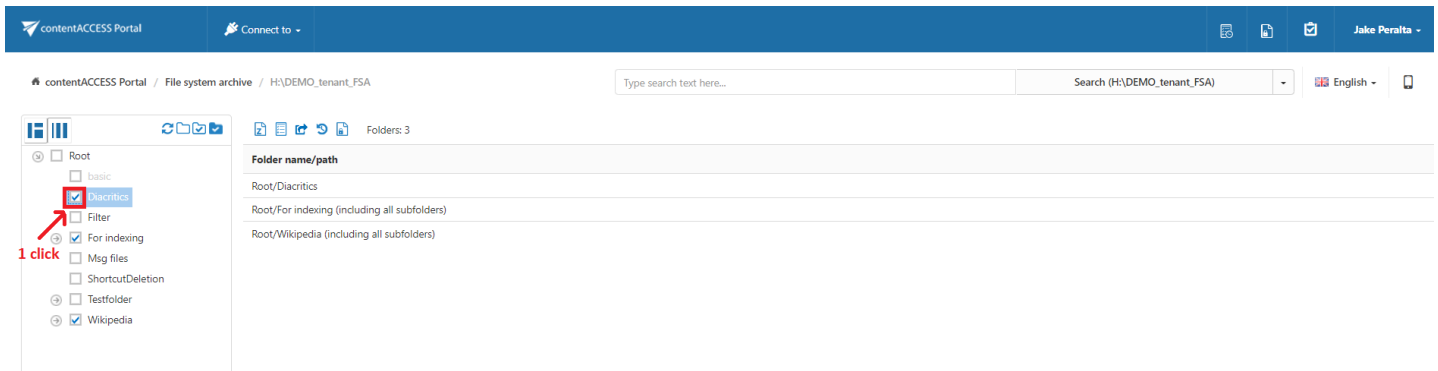 contentACCESS Portal
Connect to
Jake Peralta
contentACCESS Portal / File system archive / H:\DEMO_tenant_FSA
Type search text here...
Search (H:\DEMO_tenant_FSA)
English
Folders: 3
Root
basic
Diacritics
Filter
For indexing
1 click
Msg files
ShortcutDeletion
Testfolder
Wikipedia
Folder name/path
Root/Diacritics
Root/For indexing (including all subfolders)
Root/Wikipedia (including all subfolders)